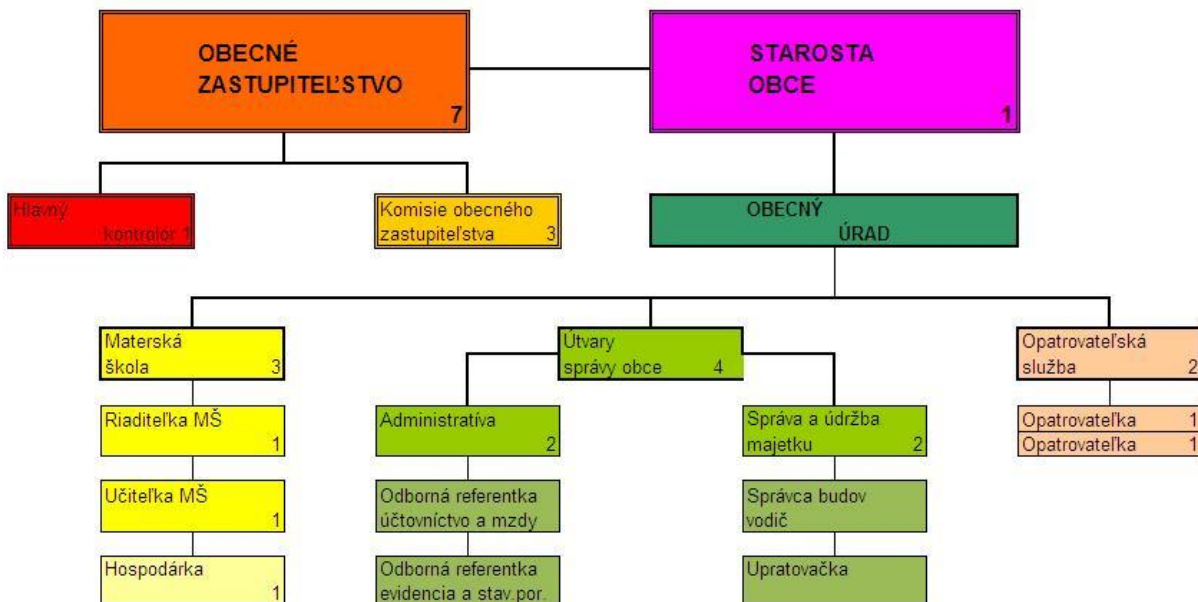 OBECNÉ
ZASTUPITEĽSTVO
7
STAROSTA
OBCE
1
Hlavný
kontrolór 1
Komisie obecného
zastupiteľstva 3
OBECNÝ
ÚRAD
Materská
škola 3
Útvary
správy obce 4
Opatrovateľská
služba 2
Riaditeľka MŠ
1
Administratíva
2
Správa a údržba
majetku 2
Opatrovateľka 1
Opatrovateľka 1
Učiteľka MŠ
1
Odborná referentka
účtovníctvo a mzdy
Správca budov
vodič
Hospodárka
1
Odborná referentka
evidencia a stav.por.
Upratovačka